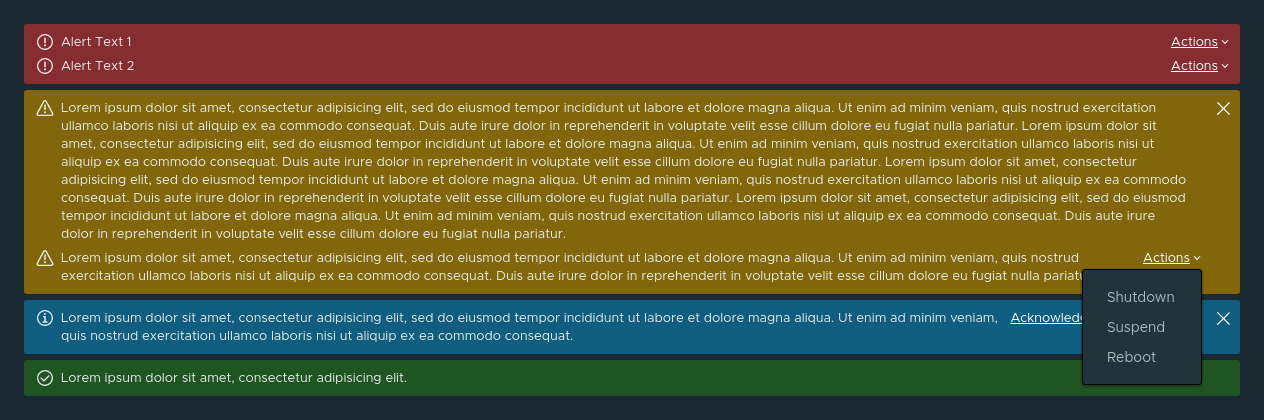 Alert Text 1 Actions
Alert Text 2 Actions
Lorem ipsum dolor sit amet, consectetur adipisicing elit, sed do eiusmod tempor incididunt ut labore et dolore magna aliqua. Ut enim ad minim veniam, quis nostrud exercitation
ullamco laboris nisi ut aliquip ex ea commodo consequat. Duis aute irure dolor in reprehenderit in voluptate velit esse cillum dolore eu fugiat nulla pariatur. Lorem ipsum dolor sit
amet, consectetur adipisicing elit, sed do eiusmod tempor incididunt ut labore et dolore magna aliqua. Ut enim ad minim veniam, quis nostrud exercitation ullamco laboris nisi ut
aliquip ex ea commodo consequat. Duis aute irure dolor in reprehenderit in voluptate velit esse cillum dolore eu fugiat nulla pariatur. Lorem ipsum dolor sit amet, consectetur
adipisicing elit, sed do eiusmod tempor incididunt ut labore et dolore magna aliqua. Ut enim ad minim veniam, quis nostrud exercitation ullamco laboris nisi ut aliquip ex ea commodo
consequat. Duis aute irure dolor in reprehenderit in voluptate velit esse cillum dolore eu fugiat nulla pariatur. Lorem ipsum dolor sit amet, consectetur adipisicing elit, sed do eiusmod
tempor incididunt ut labore et dolore magna aliqua. Ut enim ad minim veniam, quis nostrud exercitation ullamco laboris nisi ut aliquip ex ea commodo consequat. Duis aute irure
dolor in reprehenderit in voluptate velit esse cillum dolore eu fugiat nulla pariatur.
Lorem ipsum dolor sit amet, consectetur adipisicing elit, sed do eiusmod tempor incididunt ut labore et dolore magna aliqua. Ut enim ad minim veniam, quis nostrud Actions
exercitation ullamco laboris nisi ut aliquip ex ea commodo consequat. Duis aute irure dolor in reprehenderit in voluptate velit esse cillum dolore eu fugiat nulla
Shutdown
Suspend
Reboot
Lorem ipsum dolor sit amet, consectetur adipisicing elit, sed do eiusmod tempor incididunt ut labore et dolore magna aliqua. Ut enim ad minim veniam,
quis nostrud exercitation ullamco laboris nisi ut aliquip ex ea commodo consequat.
Lorem ipsum dolor sit amet, consectetur adipisicing elit.